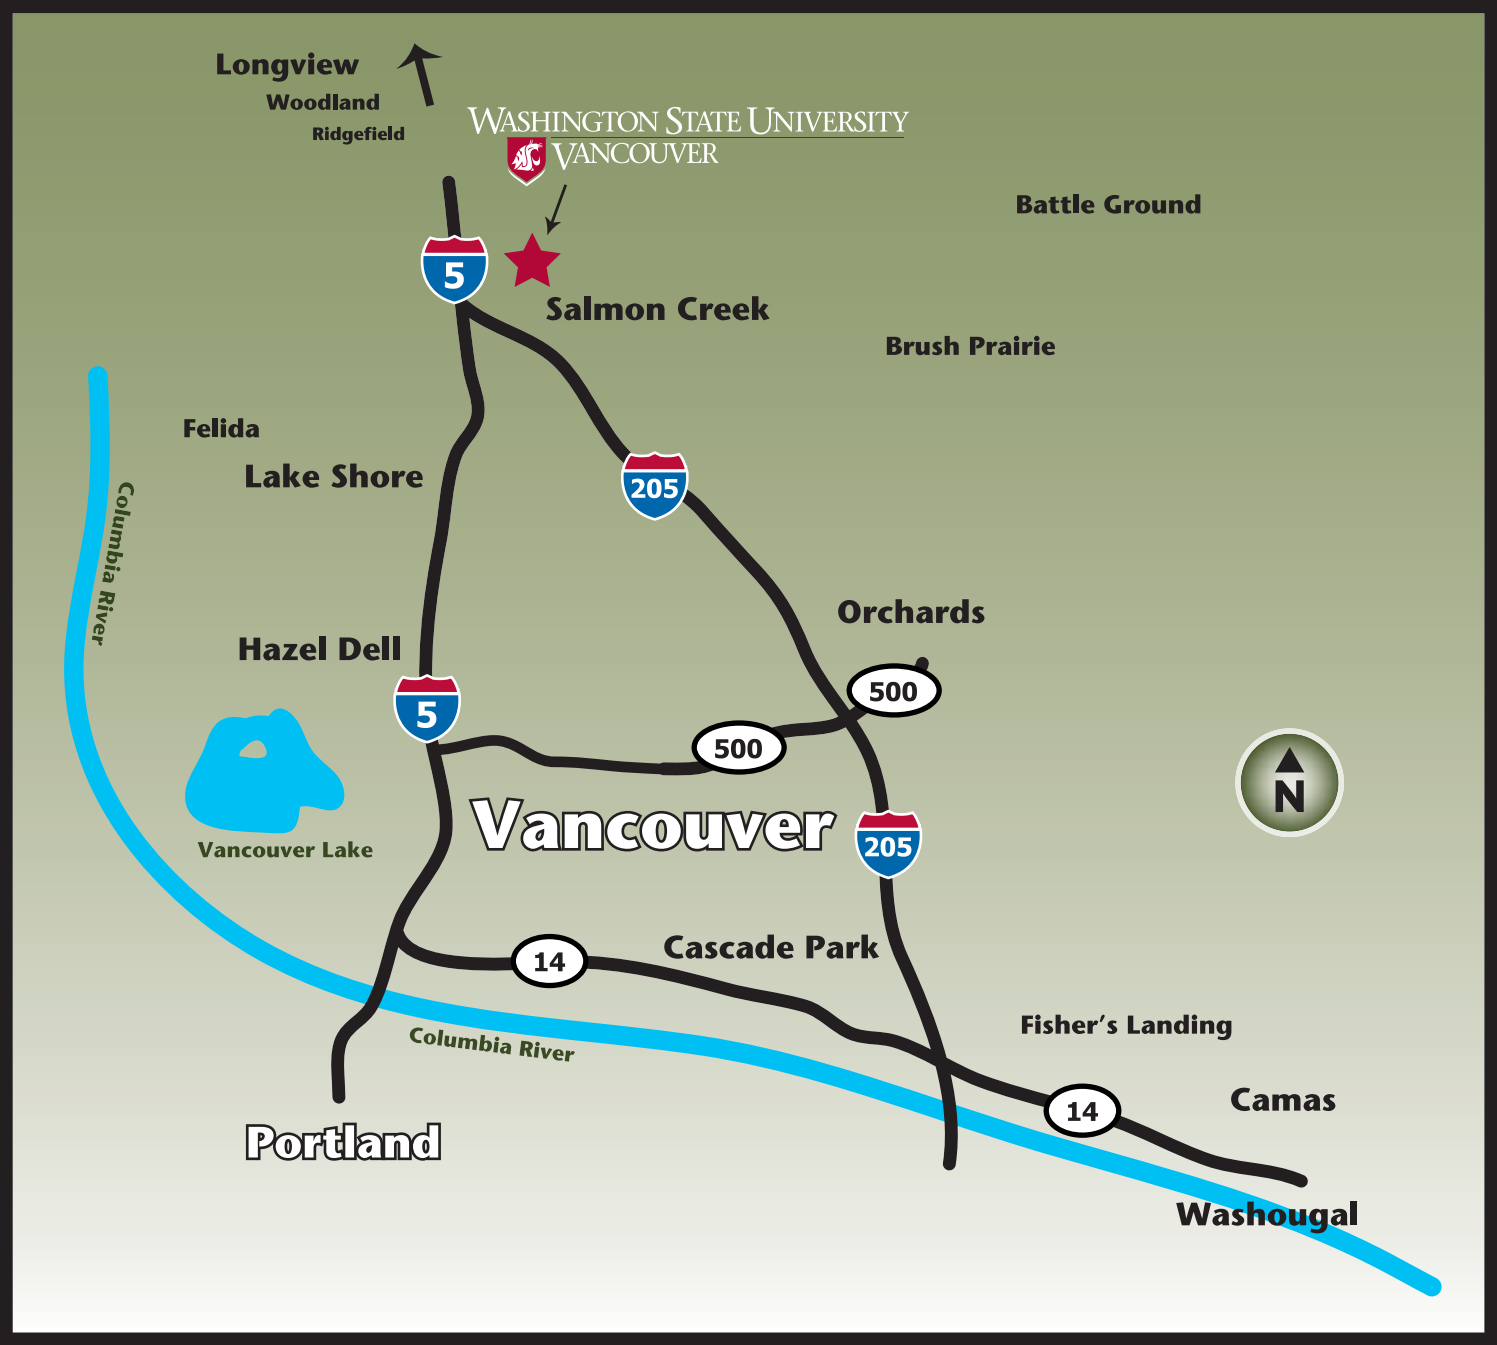 Longview
Woodland
Ridgefield
WASHINGTON STATE UNIVERSITY
VANCOUVER
Battle Ground
5
Salmon Creek
Brush Prairie
Felida
Lake Shore
205
Columbia River
Orchards
Hazel Dell
500
5
500
N
Vancouver
205
Vancouver Lake
Cascade Park
14
Fisher’s Landing
Columbia River
Camas
14
Portland
Washougal